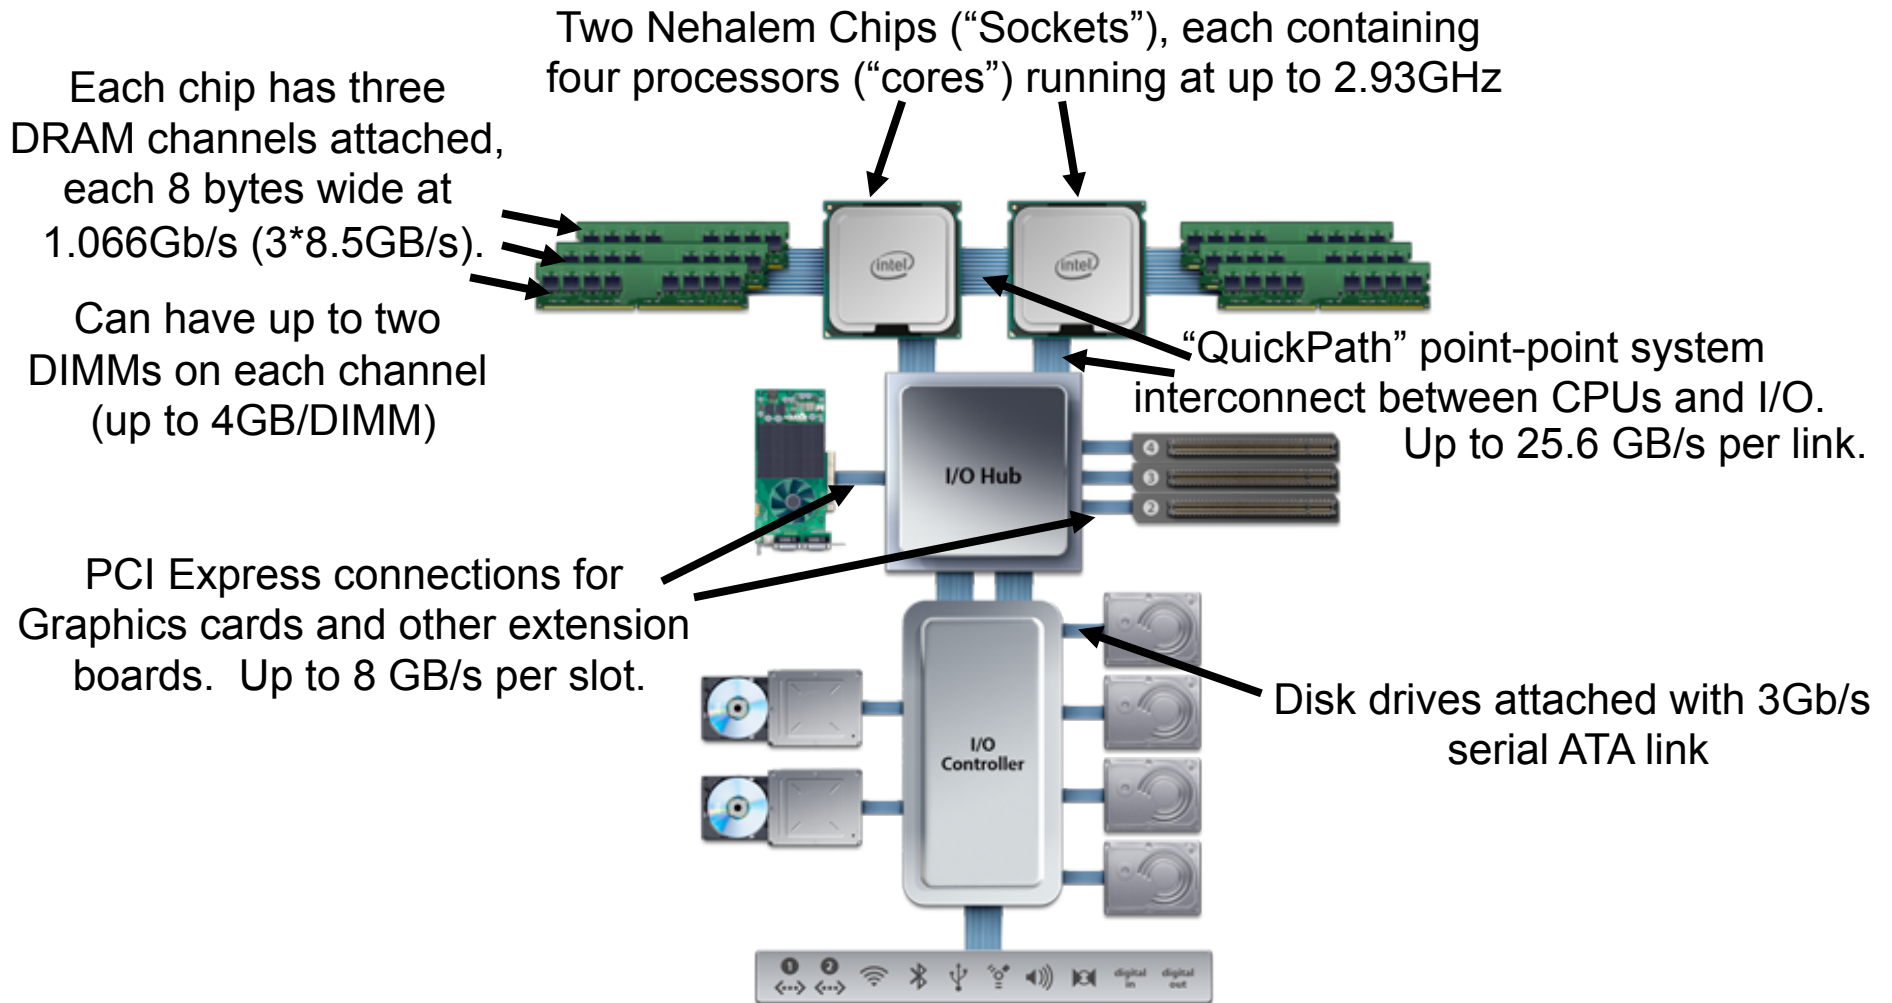 Two Nehalem Chips (“Sockets”), each containing
four processors (“cores”) running at up to 2.93GHz
Each chip has three
DRAM channels attached,
each 8 bytes wide at
1.066Gb/s (3*8.5GB/s).
Can have up to two
DIMMs on each channel
(up to 4GB/DIMM)
intel
intel
“QuickPath” point-point system
interconnect between CPUs and I/O.
Up to 25.6 GB/s per link.
4
3
2
I/O Hub
PCI Express connections for
Graphics cards and other extension
boards.  Up to 8 GB/s per slot.
Disk drives attached with 3Gb/s
serial ATA link
I/O
Controller
1 2
digital
in
digital
out